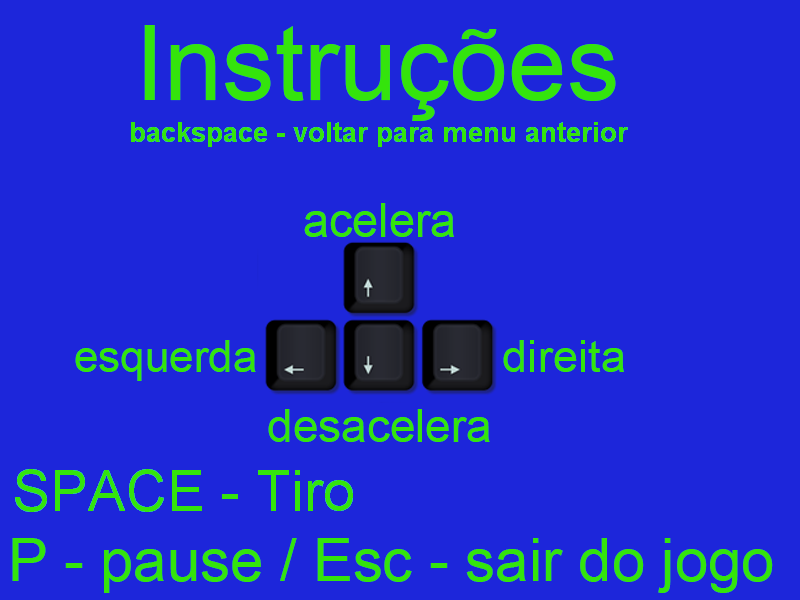 Instruções
backspace - voltar para menu anterior
acelera
esquerda
direita
desacelera
SPACE - Tiro
P - pause / Esc - sair do jogo